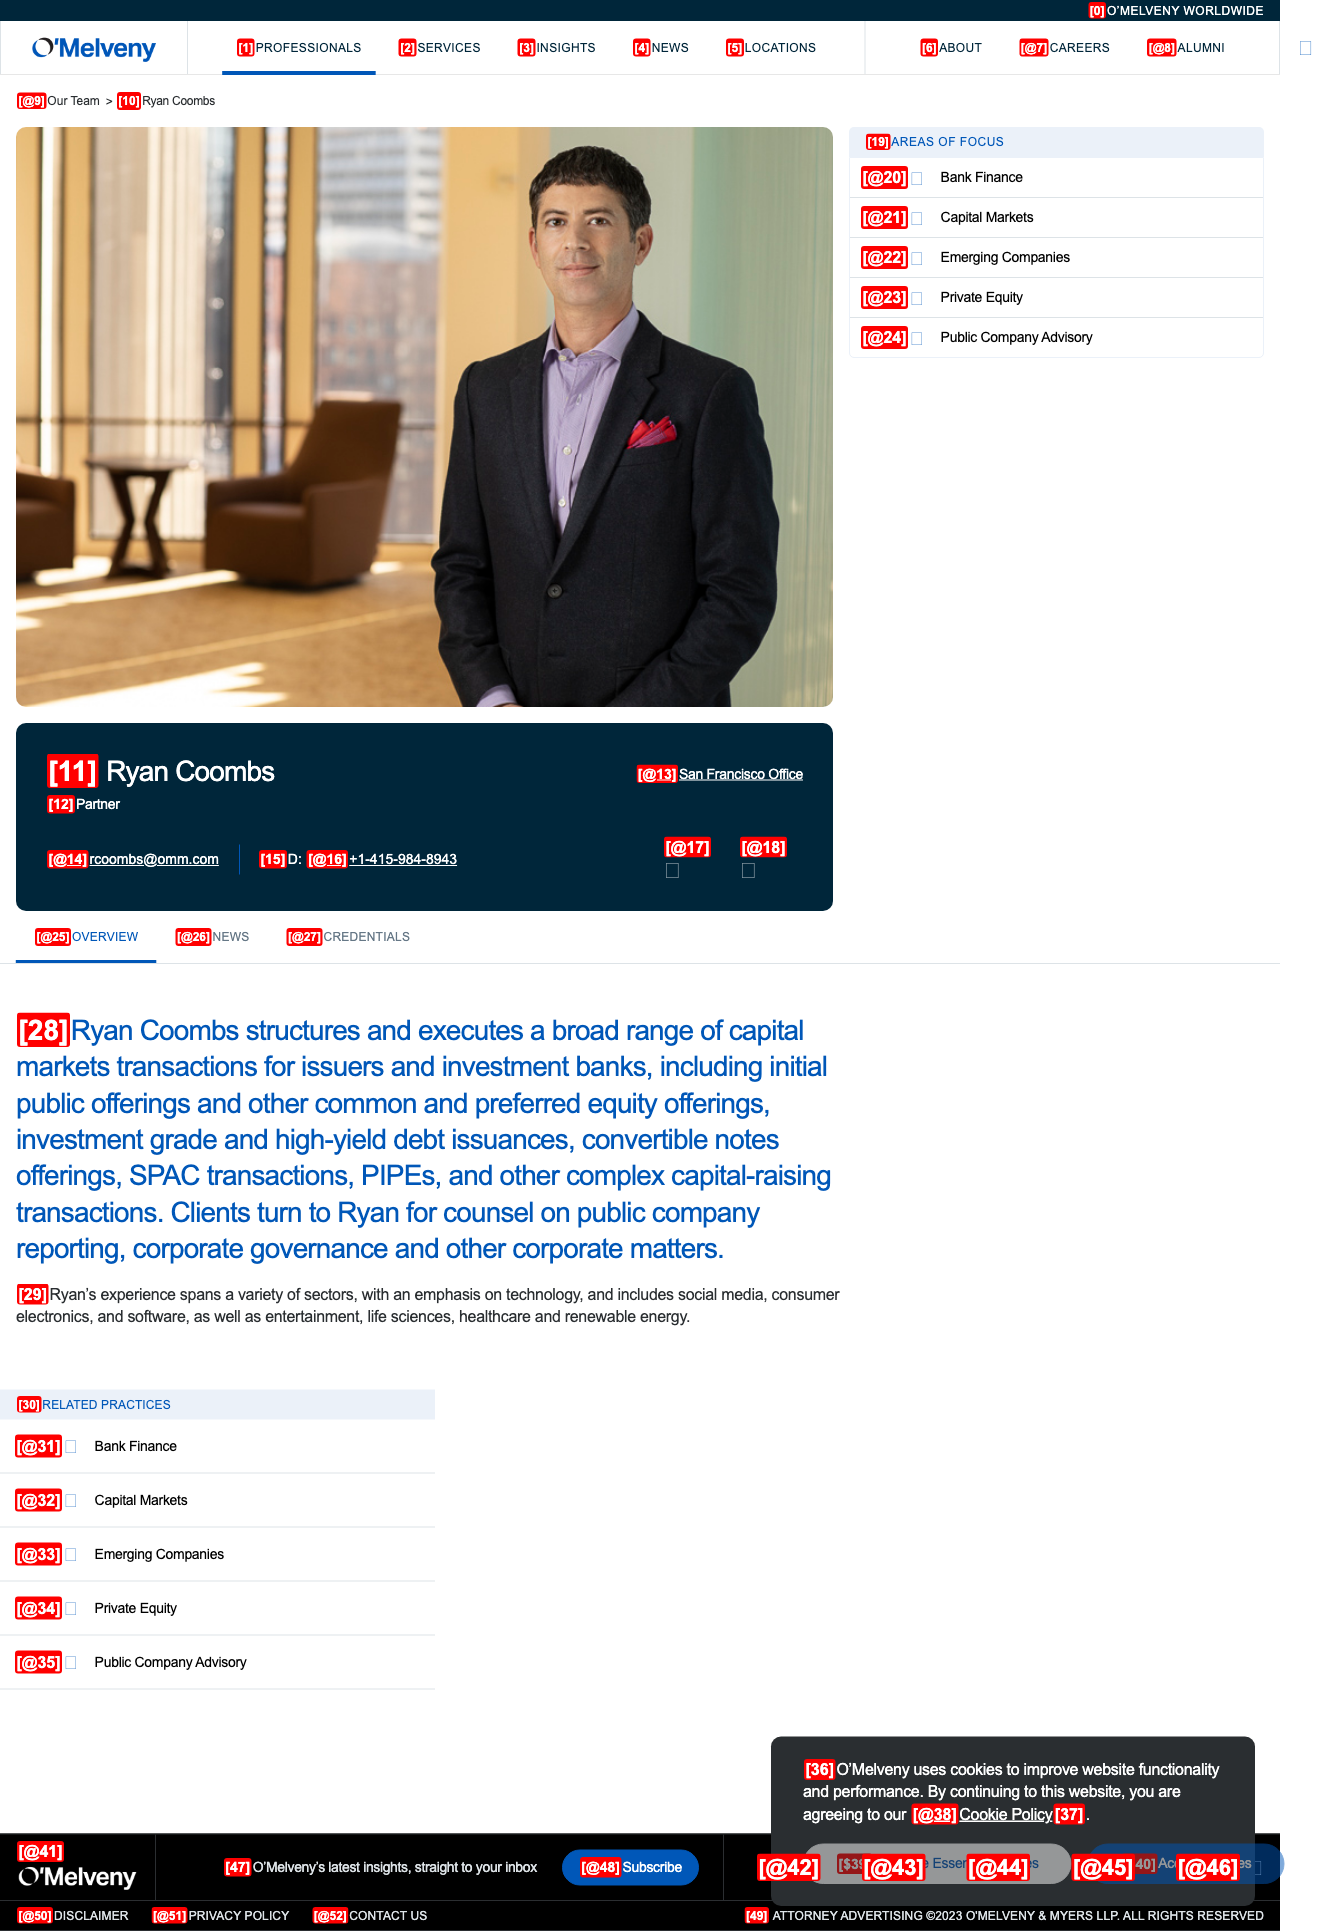 [0] O'MELVENY WORLDWIDE
O'Melveny
[1] PROFESSIONALS [2] SERVICES [3] INSIGHTS [4] NEWS [5] LOCATIONS [6] ABOUT [@7] CAREERS [@8] ALUMNI
[@9] Our Team > [10] Ryan Coombs
[19] AREAS OF FOCUS
[@20] Bank Finance
[@21] Capital Markets
[@22] Emerging Companies
[@23] Private Equity
[@24] Public Company Advisory
[11] Ryan Coombs
[@13] San Francisco Office
[12] Partner
[@14] rcoombs@omm.com [15] D: [@16] +1-415-984-8943
[@17] [@18]
[@25] OVERVIEW [@26] NEWS [@27] CREDENTIALS
[28] Ryan Coombs structures and executes a broad range of capital
markets transactions for issuers and investment banks, including initial
public offerings and other common and preferred equity offerings,
investment grade and high-yield debt issuances, convertible notes
offerings, SPAC transactions, PIPEs, and other complex capital-raising
transactions. Clients turn to Ryan for counsel on public company
reporting, corporate governance and other corporate matters.
[29] Ryan’s experience spans a variety of sectors, with an emphasis on technology, and includes social media, consumer
electronics, and software, as well as entertainment, life sciences, healthcare and renewable energy.
[30] RELATED PRACTICES
[@31] Bank Finance
[@32] Capital Markets
[@33] Emerging Companies
[@34] Private Equity
[@35] Public Company Advisory
[36] O’Melveny uses cookies to improve website functionality
and performance. By continuing to this website, you are
agreeing to our [@38] Cookie Policy [37] .
[@41]
O'Melveny
[47] O’Melveny’s latest insights, straight to your inbox [@48] Subscribe
[@42] [@43] [@44] [@45] [@46]
[@50] DISCLAIMER [@51] PRIVACY POLICY [@52] CONTACT US
[49] ATTORNEY ADVERTISING ©2023 O'MELVENY & MYERS LLP. ALL RIGHTS RESERVED